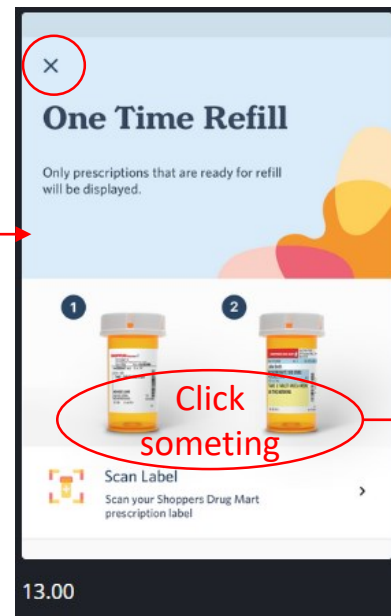 One Time Refill
Only prescriptions that are ready for refill
will be displayed.
1
2
Click
someting
Scan Label
Scan your Shoppers Drug Mart
prescription label
13.00